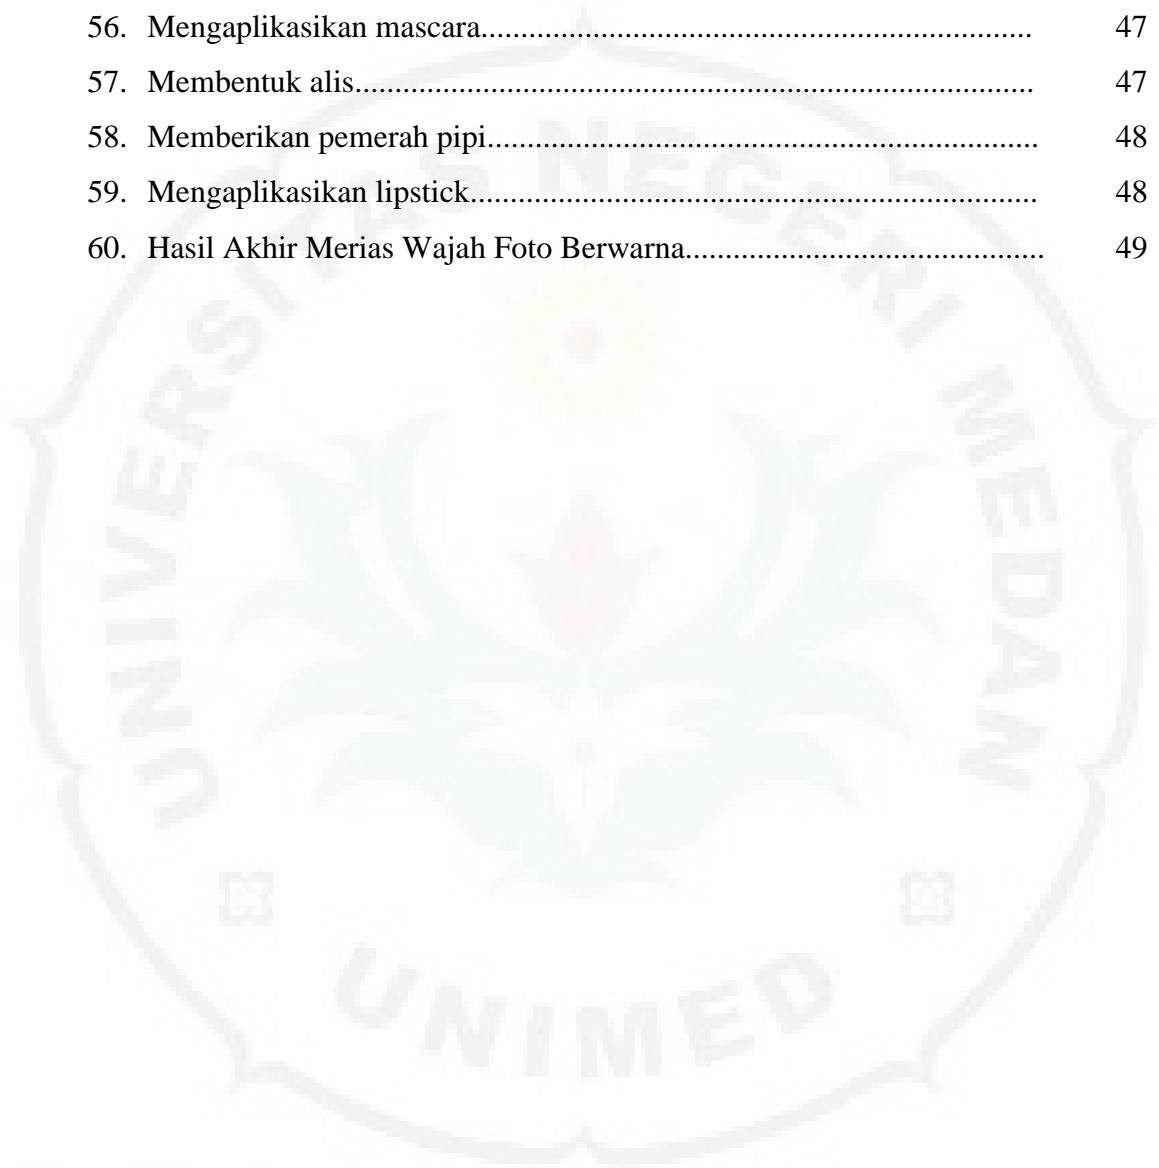 56. Mengaplikasikan mascara..................................................................... 47
57. Membentuk alis..................................................................................... 47
58. Memberikan pemerah pipi..................................................................... 48
59. Mengaplikasikan lipstick....................................................................... 48
60. Hasil Akhir Merias Wajah Foto Berwarna............................................. 49
UNIVERSITAS NEGERI MEDAN
UNIMED